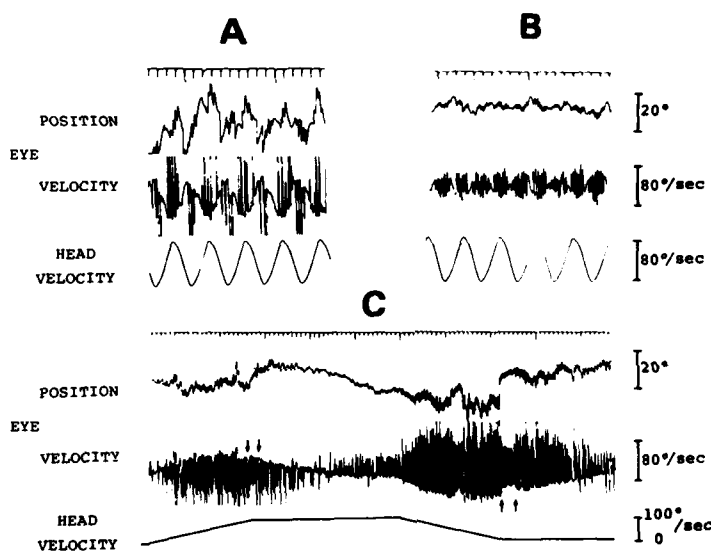 A
B
POSITION
20°
EYE
VELOCITY
80°/sec
HEAD
VELOCITY
80°/sec
C
POSITION
20°
EYE
VELOCITY
80°/sec
HEAD
VELOCITY
100°
/sec
0